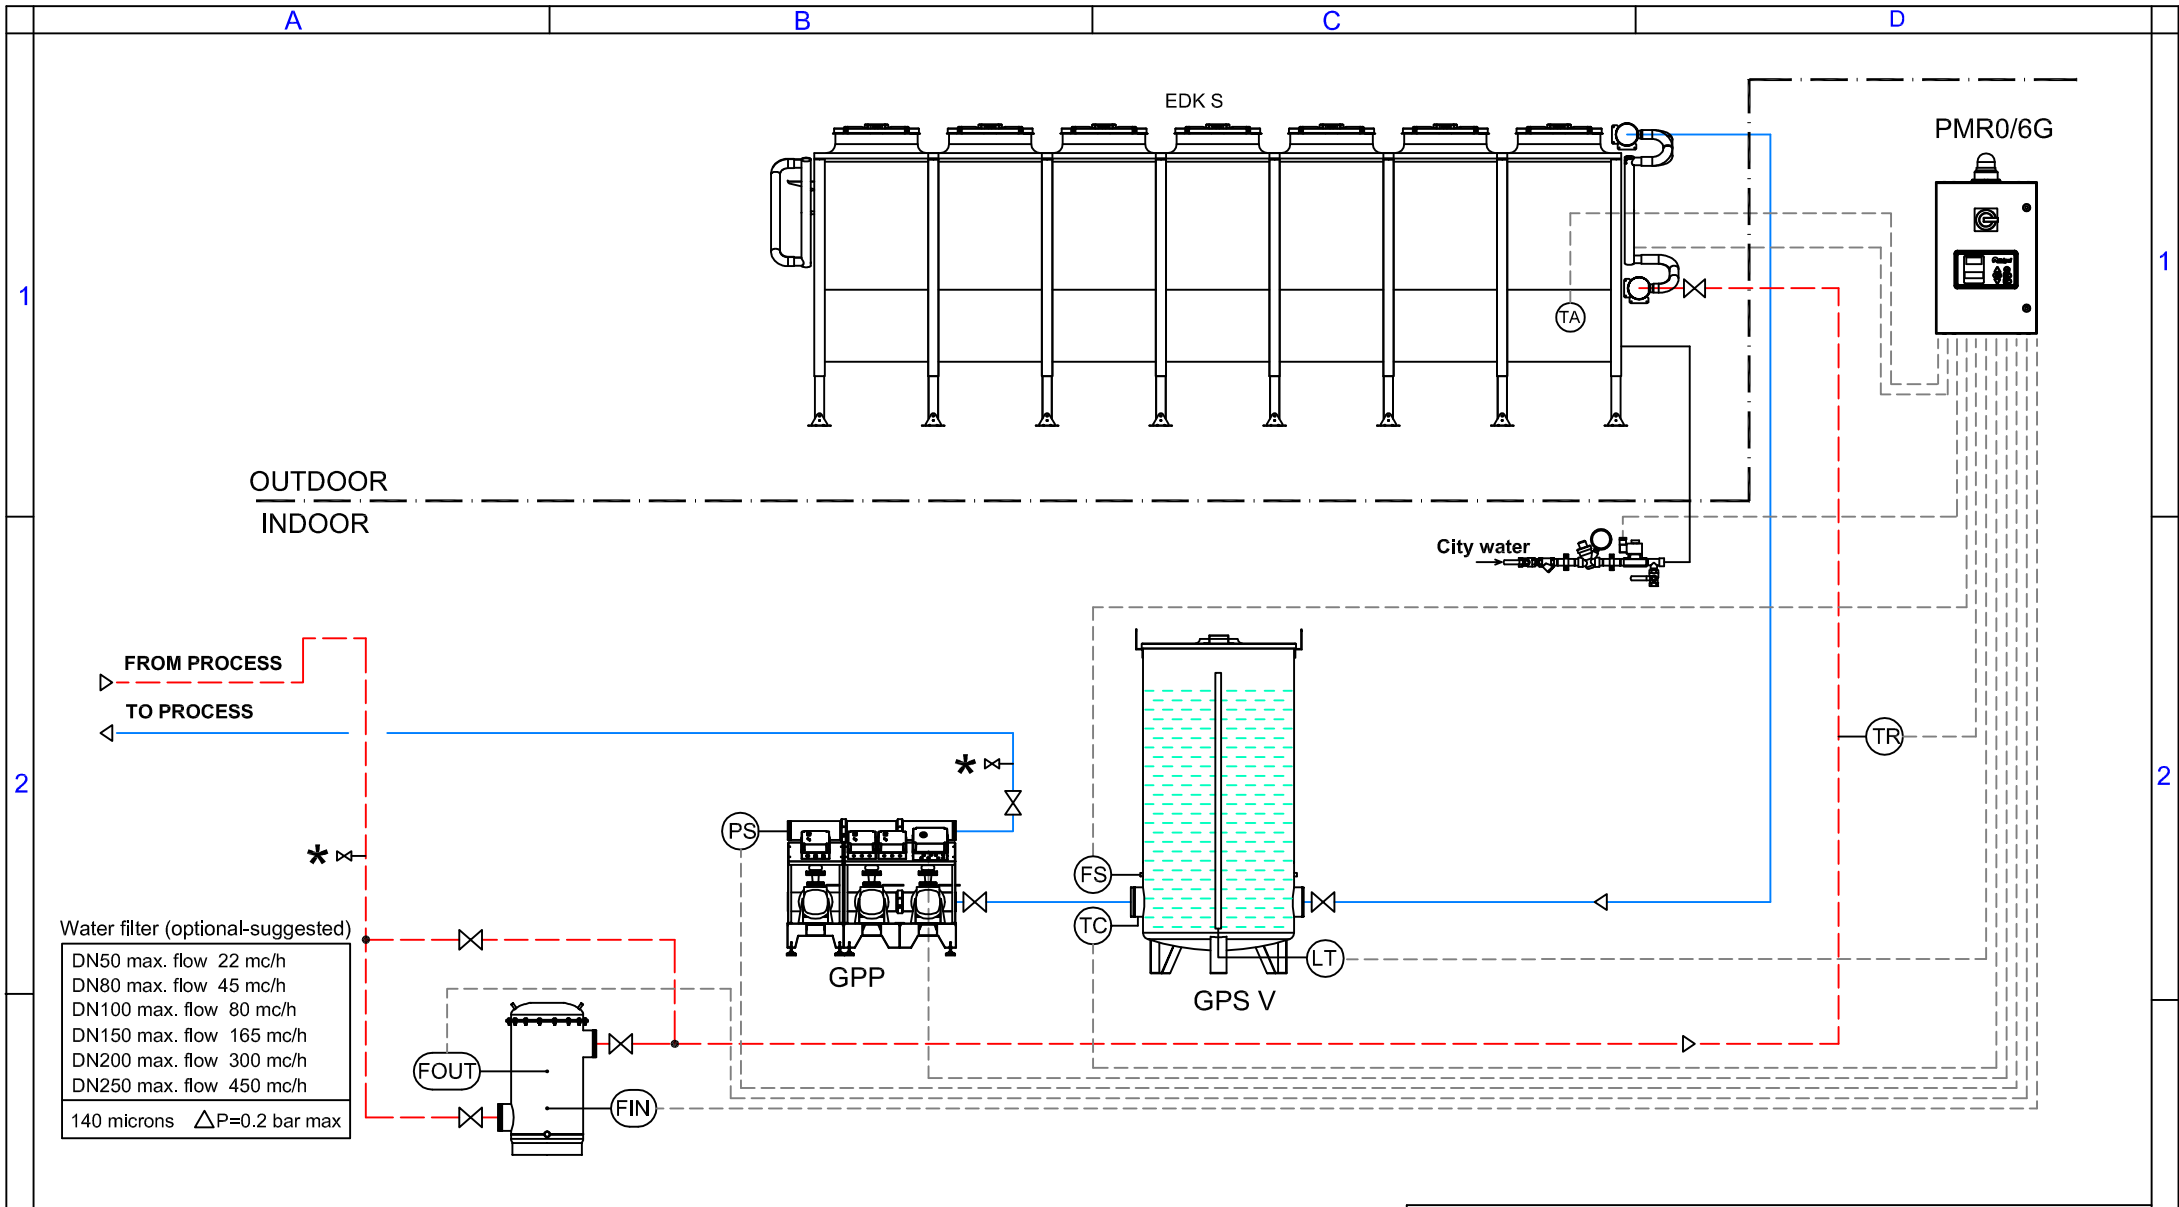 A
B
C
D
EDK S
PMR0/6G
1
1
TA
OUTDOOR
INDOOR
City water
FROM PROCESS
TO PROCESS
*
TR
2
2
PS
*
FS
TC
Water filter (optional-suggested)
DN50 max. flow 22 mc/h
DN80 max. flow 45 mc/h
DN100 max. flow 80 mc/h
DN150 max. flow 165 mc/h
DN200 max. flow 300 mc/h
DN250 max. flow 450 mc/h
140 microns △P=0.2 bar max
GPP
LT
GPS V
FOUT
FIN